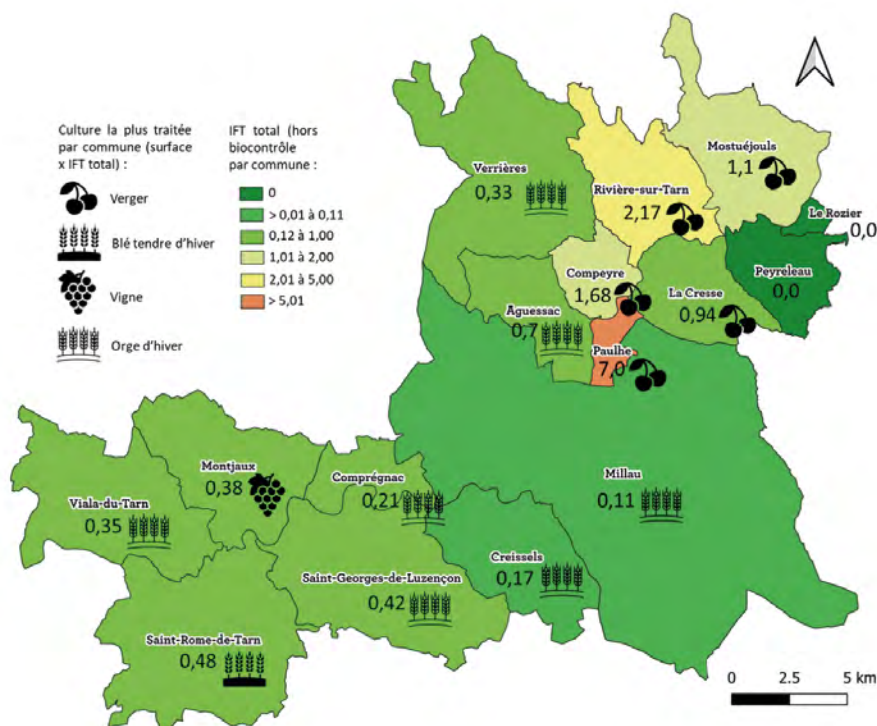 Culture la plus traitée
par commune (surface
x IFT total) :
Verger
Blé tendre d'hiver
Vigne
Orge d'hiver
IFT total (hors
biocontrôle
par commune :
0
> 0,01 à 0,11
0,12 à 1,00
1,01 à 2,00
2,01 à 5,00
> 5,01
Mostuéjouls
1,1
Verrières
0,33
Rivière-sur-Tarn
2,17
Le Rozier
0,0
Peyreleau
0,0
Compeyre
1,68
La Cresse
0,94
Aguessac
0,7
Paulhe
7,0
Millau
0,11
Montjaux
0,38
Comprégnac
0,21
Viala-du-Tarn
0,35
Creissels
0,17
Saint-Georges-de-Luzençon
0,42
Saint-Rome-de-Tarn
0,48
0 2.5 5 km